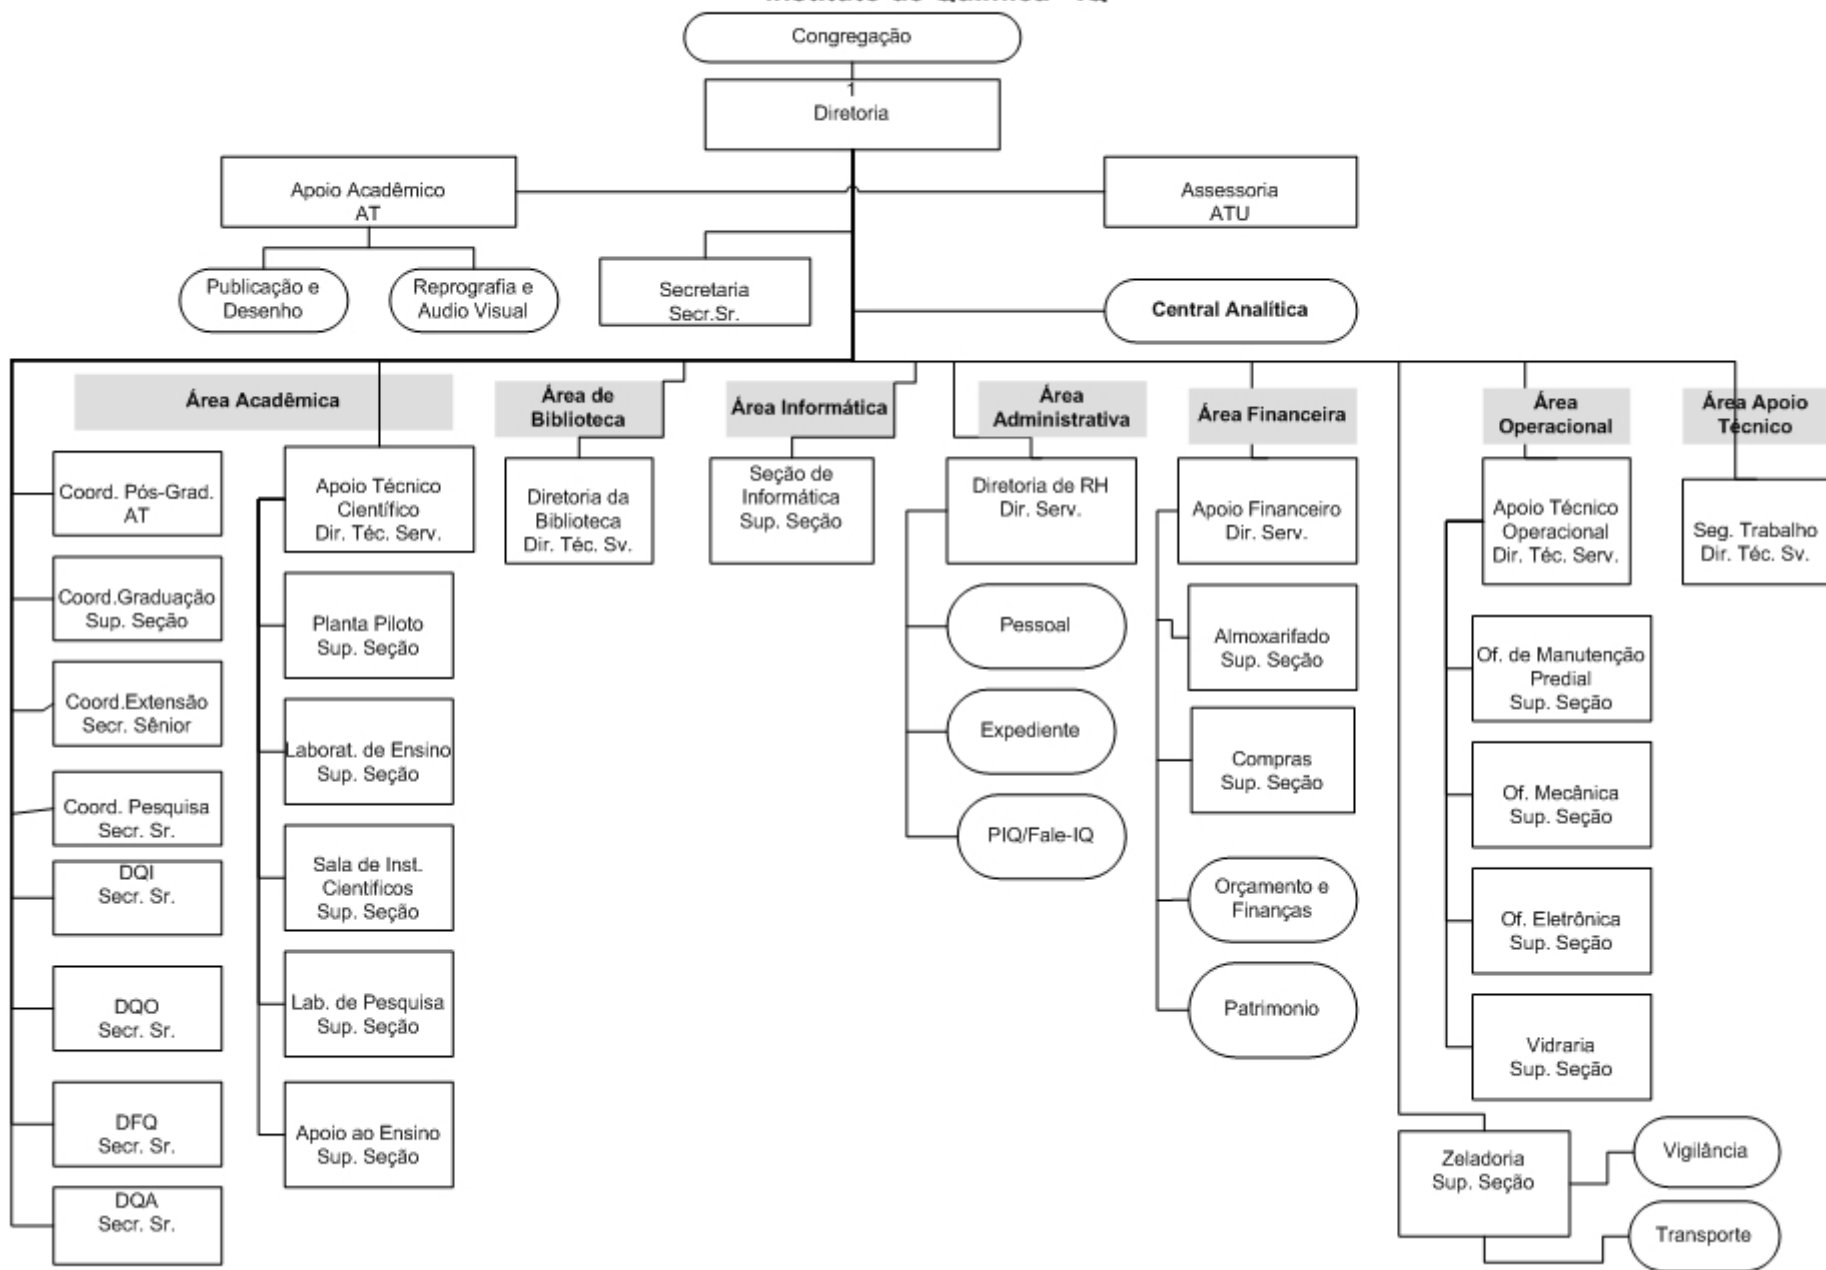 Congregação
1
Diretoria
Apoio Acadêmico
AT
Assessoria
ATU
Publicação e
Desenho
Reprografia e
Audio Visual
Secretaria
Secr.Sr.
Central Analítica
Área Acadêmica
Área de
Biblioteca
Área Informática
Área
Administrativa
Área Financeira
Área
Operacional
Área Apoio
Técnico
Coord. Pós-Grad.
AT
Coord.Graduação
Sup. Seção
Coord.Extensão
Secr. Sênior
Coord. Pesquisa
Secr. Sr.
DQI
Secr. Sr.
DQO
Secr. Sr.
DFQ
Secr. Sr.
DQA
Secr. Sr.
Apoio Técnico
Científico
Dir. Téc. Serv.
Planta Piloto
Sup. Seção
Laborat. de Ensino
Sup. Seção
Sala de Inst.
Cientificos
Sup. Seção
Lab. de Pesquisa
Sup. Seção
Apoio ao Ensino
Sup. Seção
Diretoria da
Biblioteca
Dir. Téc. Sv.
Seção de
Informática
Sup. Seção
Diretoria de RH
Dir. Serv.
Pessoal
Expediente
PIQ/Fale-IQ
Apoio Financeiro
Dir. Serv.
Almoxarifado
Sup. Seção
Compras
Sup. Seção
Orçamento e
Finanças
Patrimonio
Apoio Técnico
Operacional
Dir. Téc. Serv.
Of. de Manutenção
Predial
Sup. Seção
Of. Mecânica
Sup. Seção
Of. Eletrônica
Sup. Seção
Vidraria
Sup. Seção
Zeladoria
Sup. Seção
Vigilância
Transporte
Seg. Trabalho
Dir. Téc. Sv.